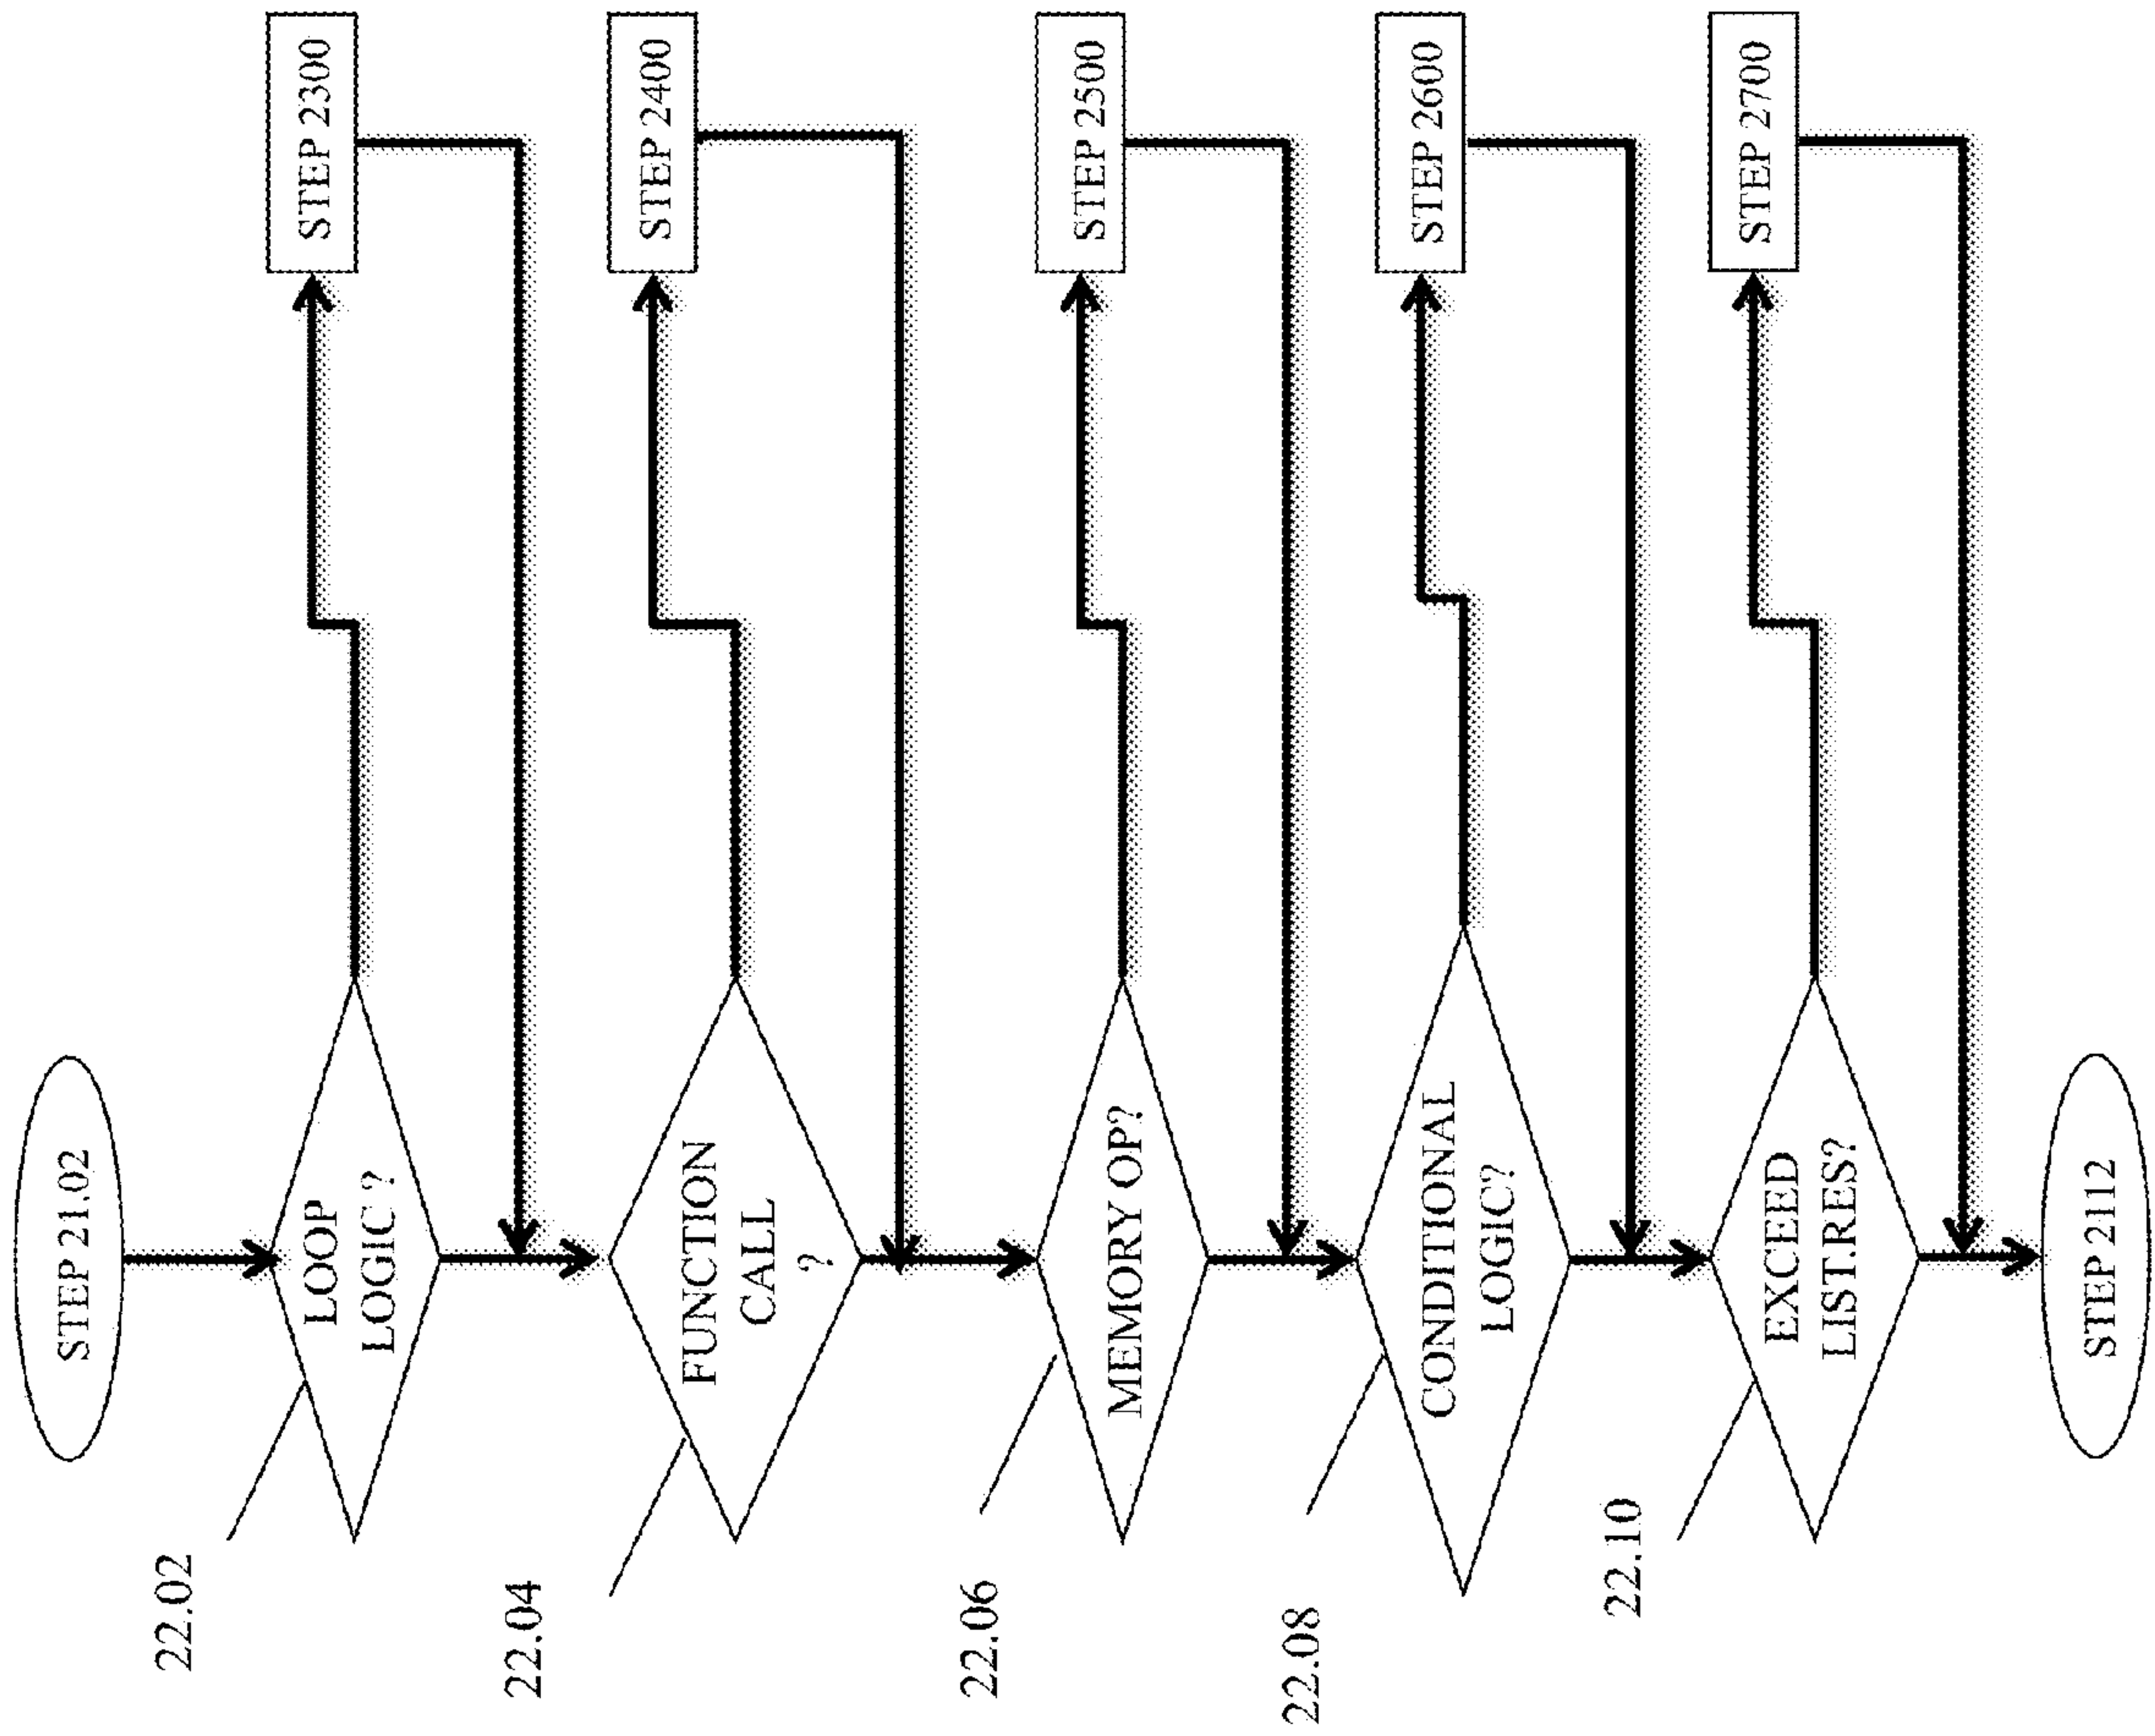 STEP 21.02
22.02
LOOP
LOGIC ?
STEP 2300
22.04
FUNCTION
CALL
?
STEP 2400
22.06
MEMORY OP?
STEP 2500
22.08
CONDITIONAL
LOGIC?
STEP 2600
22.10
EXCEED
LIST.RES?
STEP 2700
STEP 2112